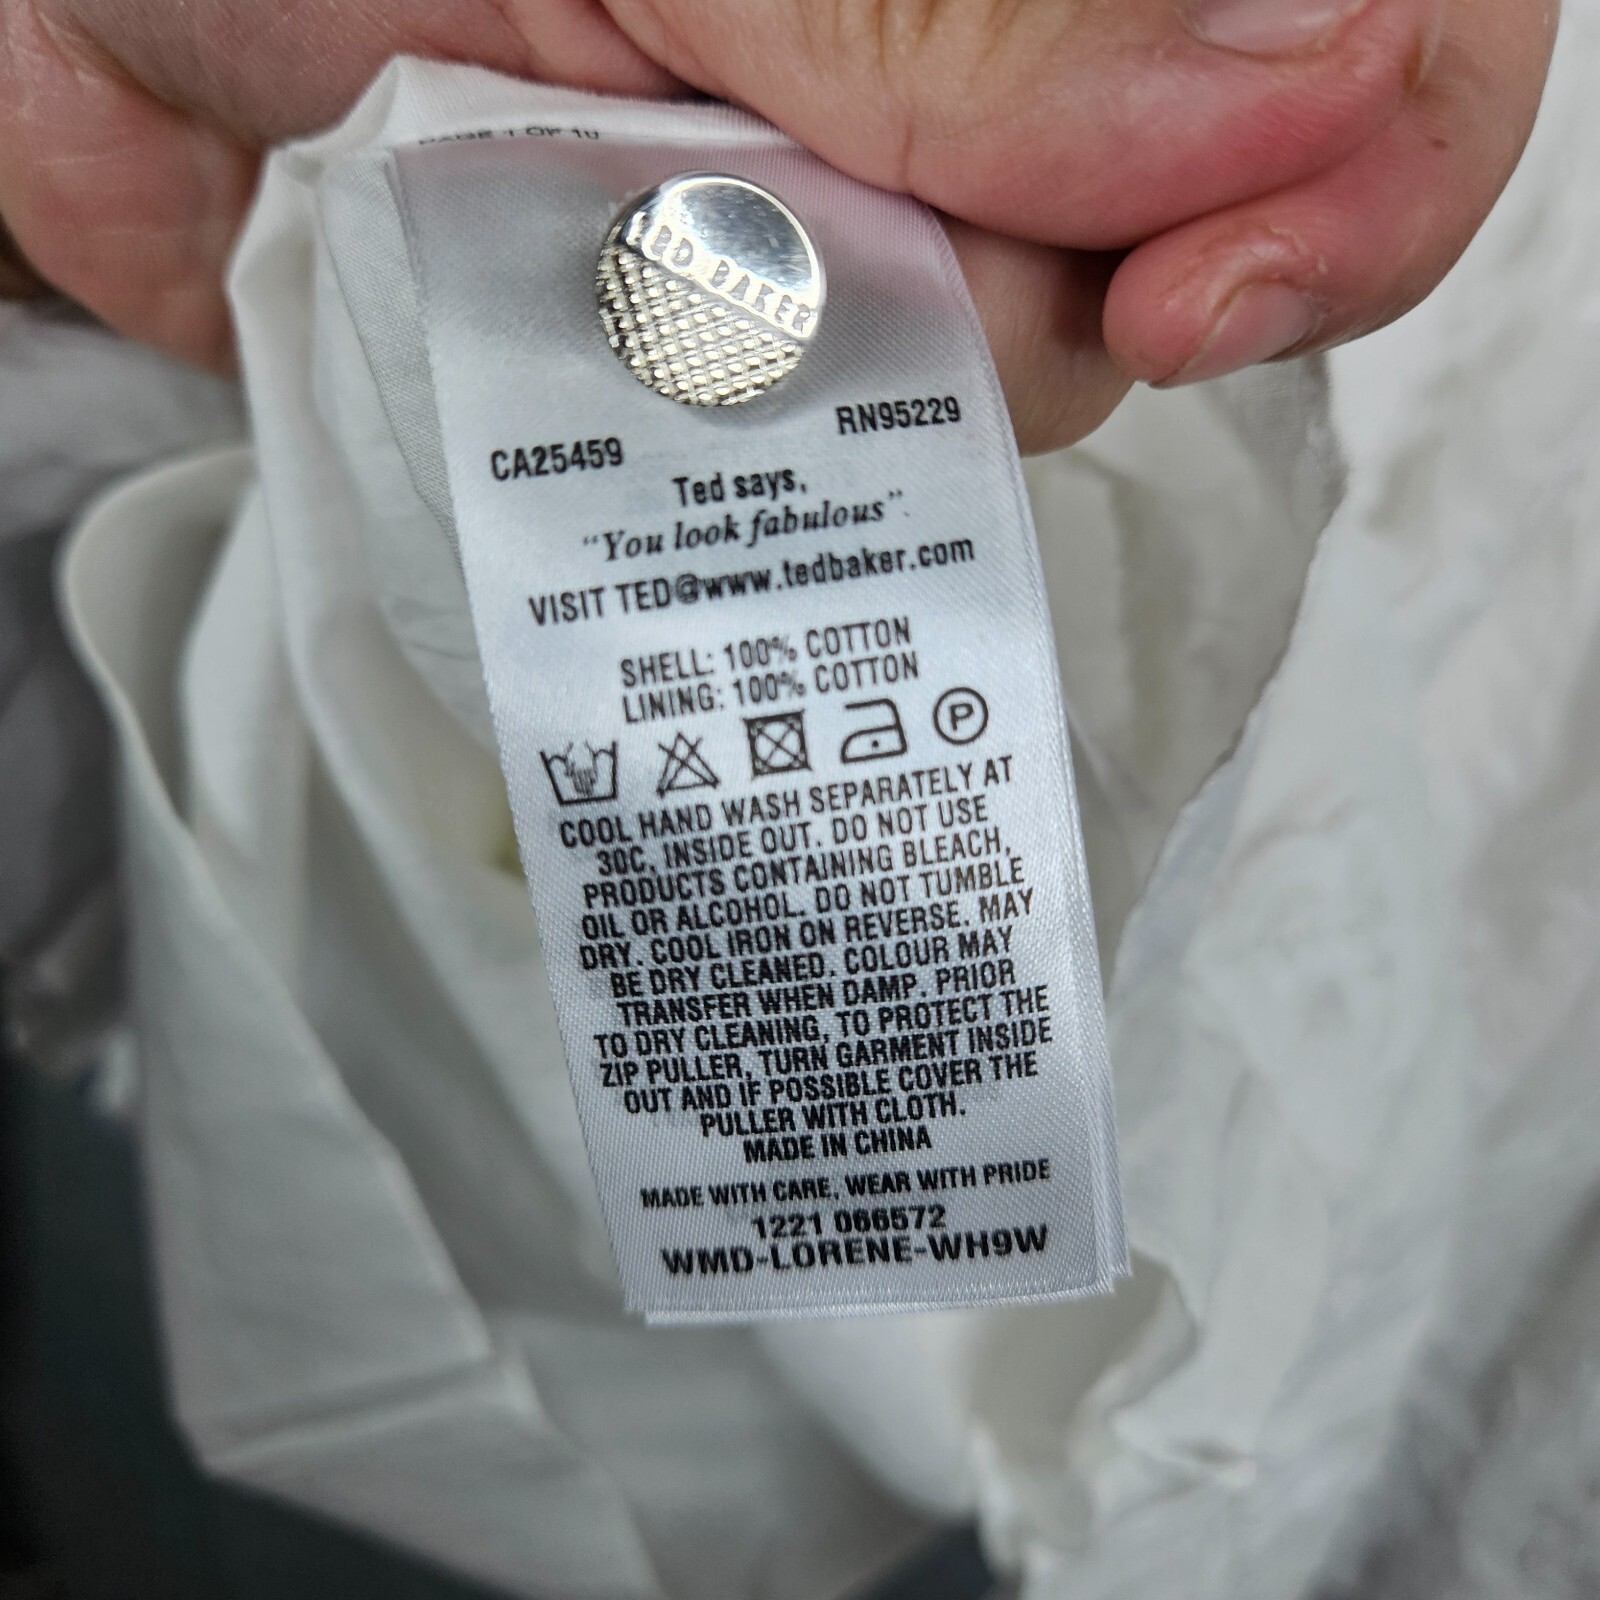 PAGE 1 OF 10
TED BAKER
CA25459 RN95229
Ted says,
“You look fabulous”.
VISIT TED@www.tedbaker.com
SHELL: 100% COTTON
LINING: 100% COTTON
P
COOL HAND WASH SEPARATELY AT
30C, INSIDE OUT. DO NOT USE
PRODUCTS CONTAINING BLEACH,
OIL OR ALCOHOL. DO NOT TUMBLE
DRY. COOL IRON ON REVERSE. MAY
BE DRY CLEANED. COLOUR MAY
TRANSFER WHEN DAMP. PRIOR
TO DRY CLEANING, TO PROTECT THE
ZIP PULLER, TURN GARMENT INSIDE
OUT AND IF POSSIBLE COVER THE
PULLER WITH CLOTH.
MADE IN CHINA
MADE WITH CARE, WEAR WITH PRIDE
1221 066572
WMD-LORENE-WH9W